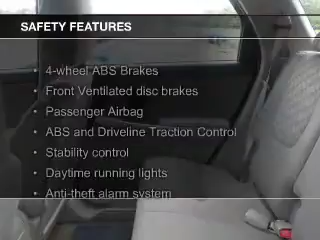 SAFETY FEATURES
• 4-wheel ABS Brakes
• Front Ventilated disc brakes
• Passenger Airbag
• ABS and Driveline Traction Control
• Stability control
• Daytime running lights
• Anti-theft alarm system